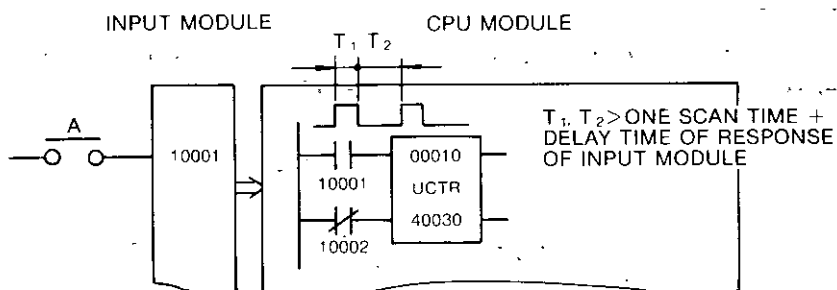 INPUT MODULE
CPU MODULE
T1 T2
A
10001
T1, T2>ONE SCAN TIME +
DELAY TIME OF RESPONSE
OF INPUT MODULE
10001
00010
UCTR
40030
10002